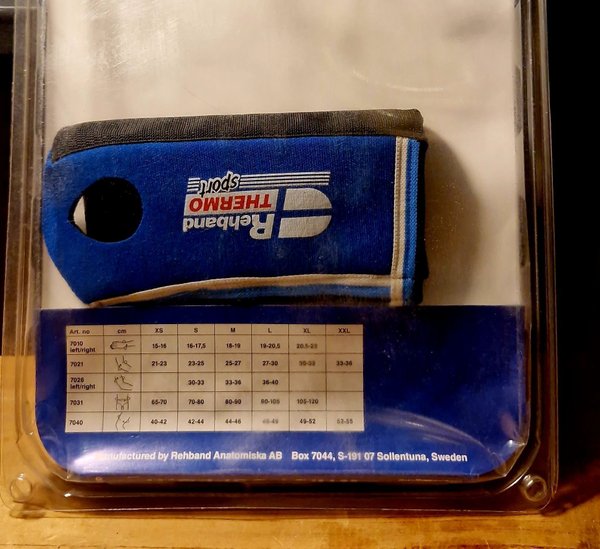 Rehband
THERMO
sport
Art. no cm XS S M L XL XXL
7010 left/right 15-16 16-17,5 18-19 19-20,5 20,5-22
7021 21-23 23-25 25-27 27-30 30-33 33-36
7026 left/right 30-33 33-36 36-40
7031 65-70 70-80 80-90 90-105 105-120
7040 40-42 42-44 44-46 46-49 49-52 52-55
Manufactured by Rehband Anatomiska AB Box 7044, S-191 07 Sollentuna, Sweden